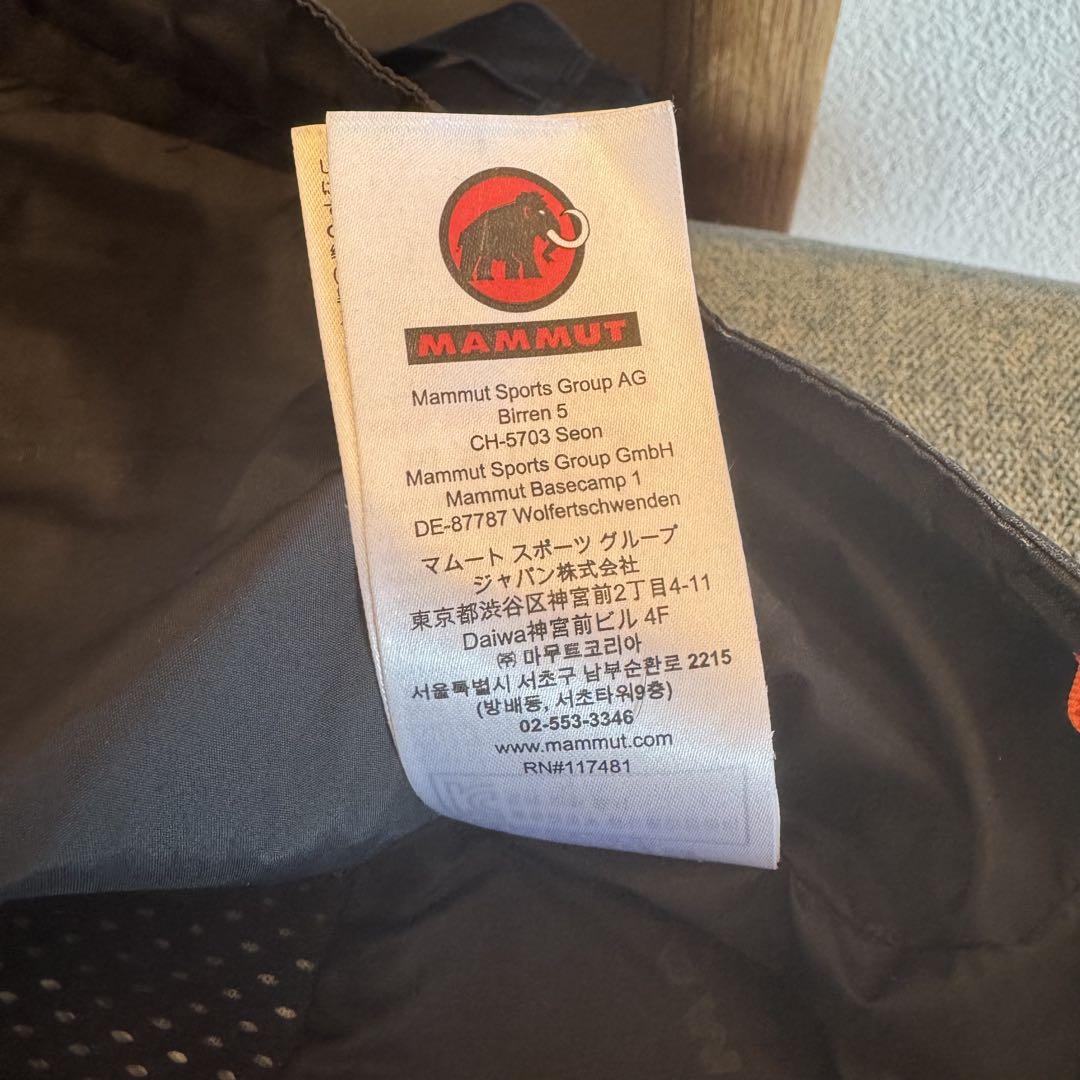 MAMMUT
Mammut Sports Group AG
Birren 5
CH-5703 Seon
Mammut Sports Group GmbH
Mammut Basecamp 1
DE-87787 Wolfertschwenden
マムート スポーツ グループ
ジャパン株式会社
東京都渋谷区神宮前2丁目4-11
Daiwa神宮前ビル 4F
㈜ 마무트코리아
서울특별시 서초구 남부순환로 2215
(방배동, 서초타워9층)
02-553-3346
www.mammut.com
RN#117481